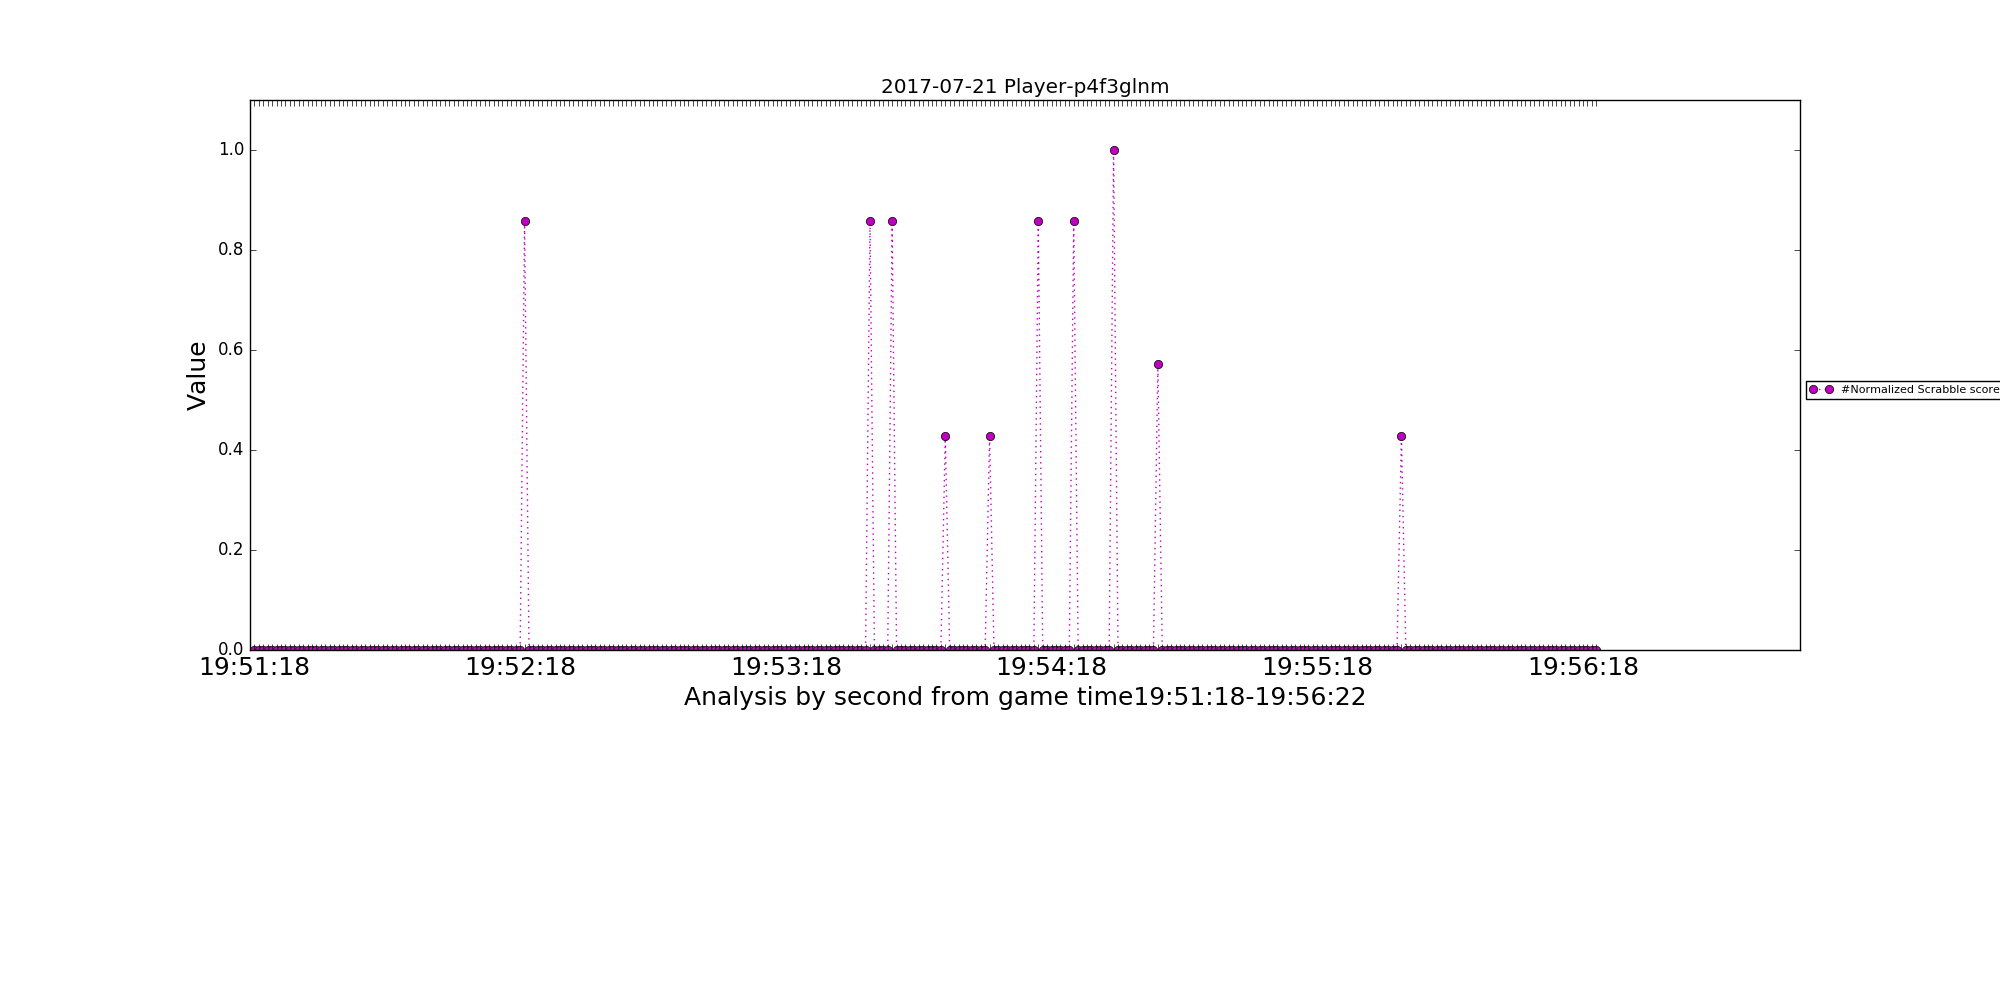 2017-07-21 Player-p4f3glnm
1.0
0.8
0.6
0.4
0.2
0.0
Value
#Normalized Scrabble score
19:51:18 19:52:18 19:53:18 19:54:18 19:55:18 19:56:18
Analysis by second from game time19:51:18-19:56:22